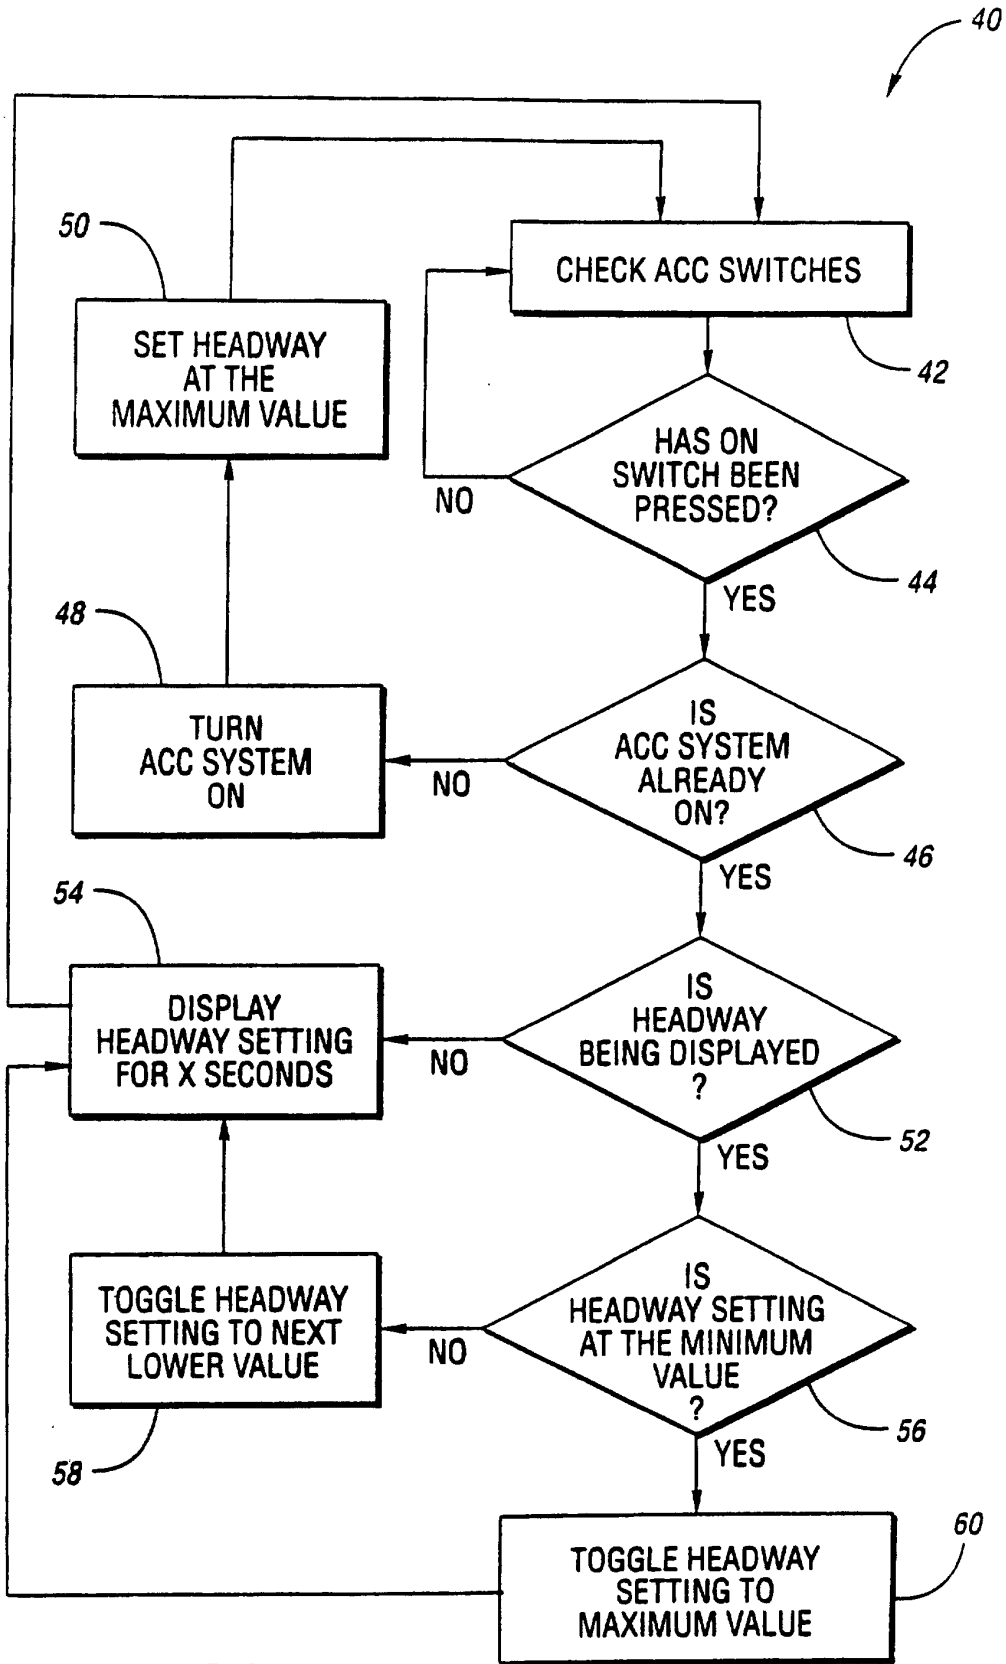 40
50
CHECK ACC SWITCHES
SET HEADWAY
AT THE
MAXIMUM VALUE
42
HAS ON
SWITCH BEEN
PRESSED?
NO
44
YES
48
TURN
ACC SYSTEM
ON
IS
ACC SYSTEM
ALREADY
ON?
NO
46
YES
54
DISPLAY
HEADWAY SETTING
FOR X SECONDS
IS
HEADWAY
BEING DISPLAYED
?
NO
52
YES
TOGGLE HEADWAY
SETTING TO NEXT
LOWER VALUE
IS
HEADWAY SETTING
AT THE MINIMUM
VALUE
?
NO
56
58
YES
60
TOGGLE HEADWAY
SETTING TO
MAXIMUM VALUE